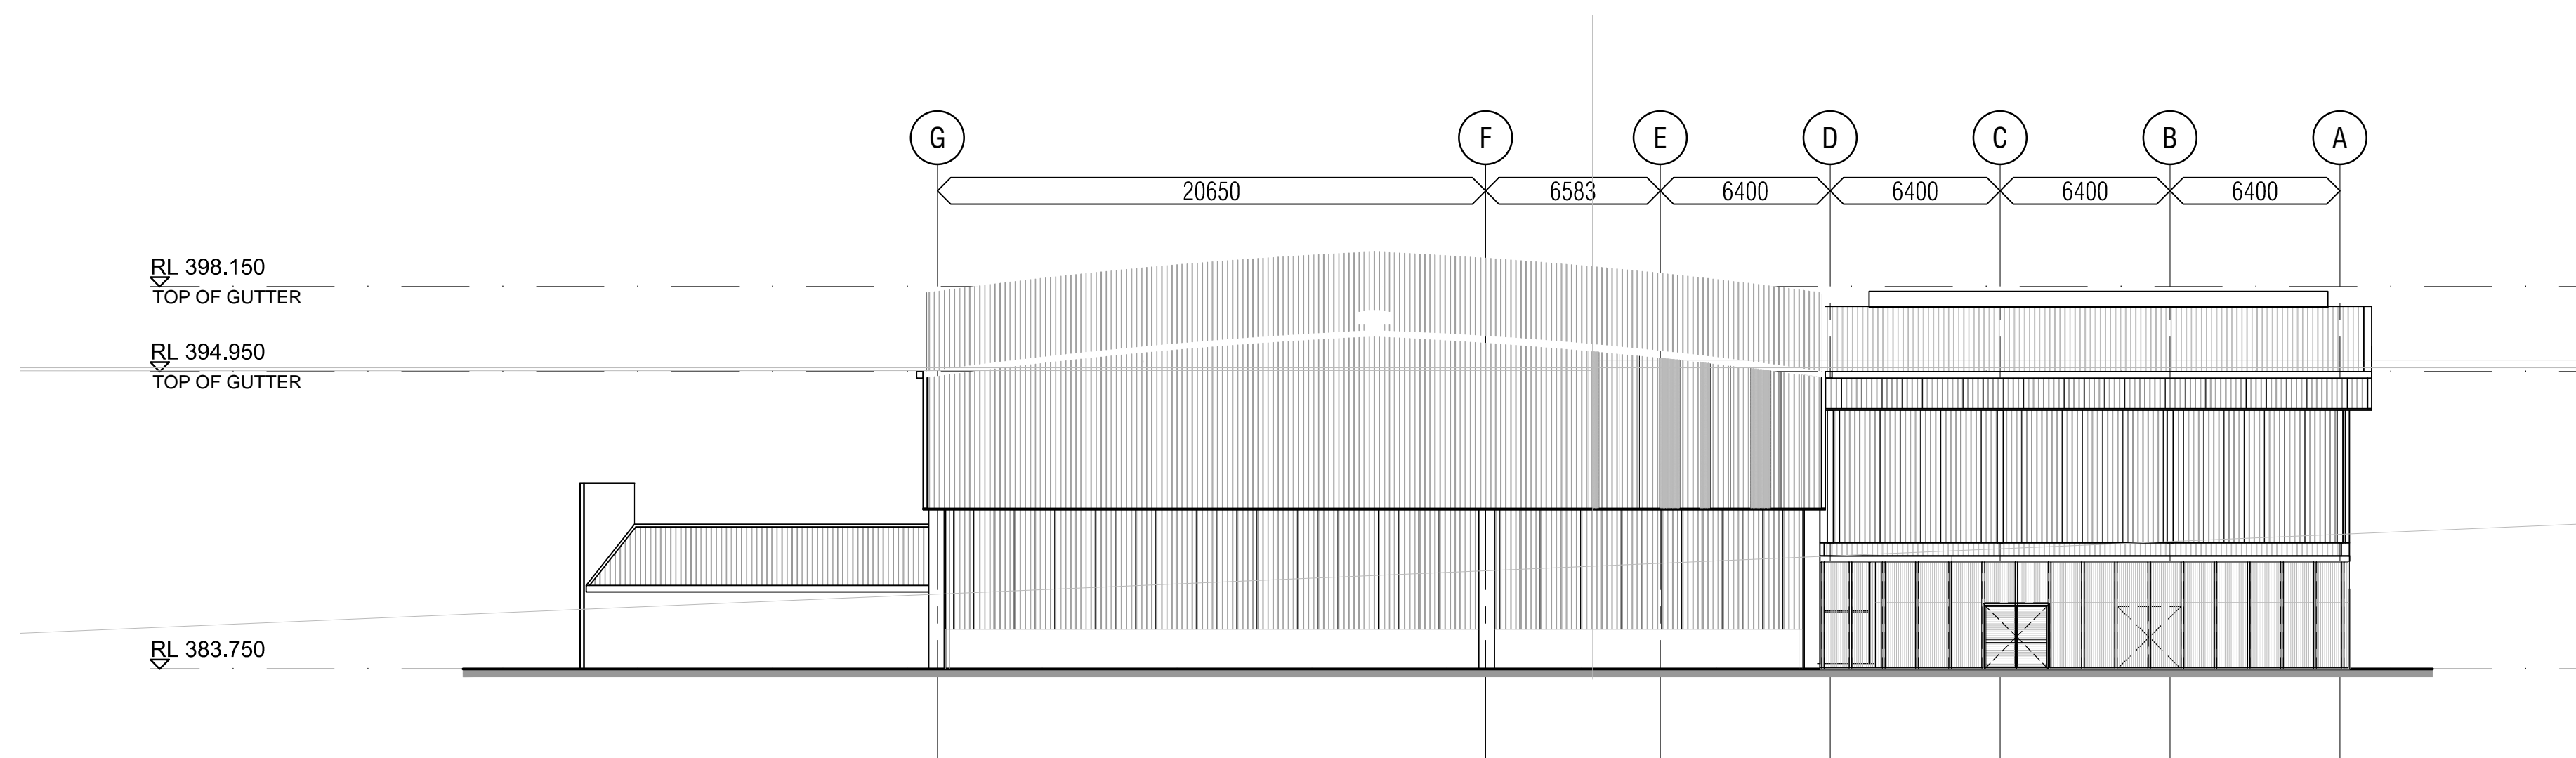 G F E D C B A
20650 6583 6400 6400 6400 6400
RL 398.150
TOP OF GUTTER
RL 394.950
TOP OF GUTTER
RL 383.750